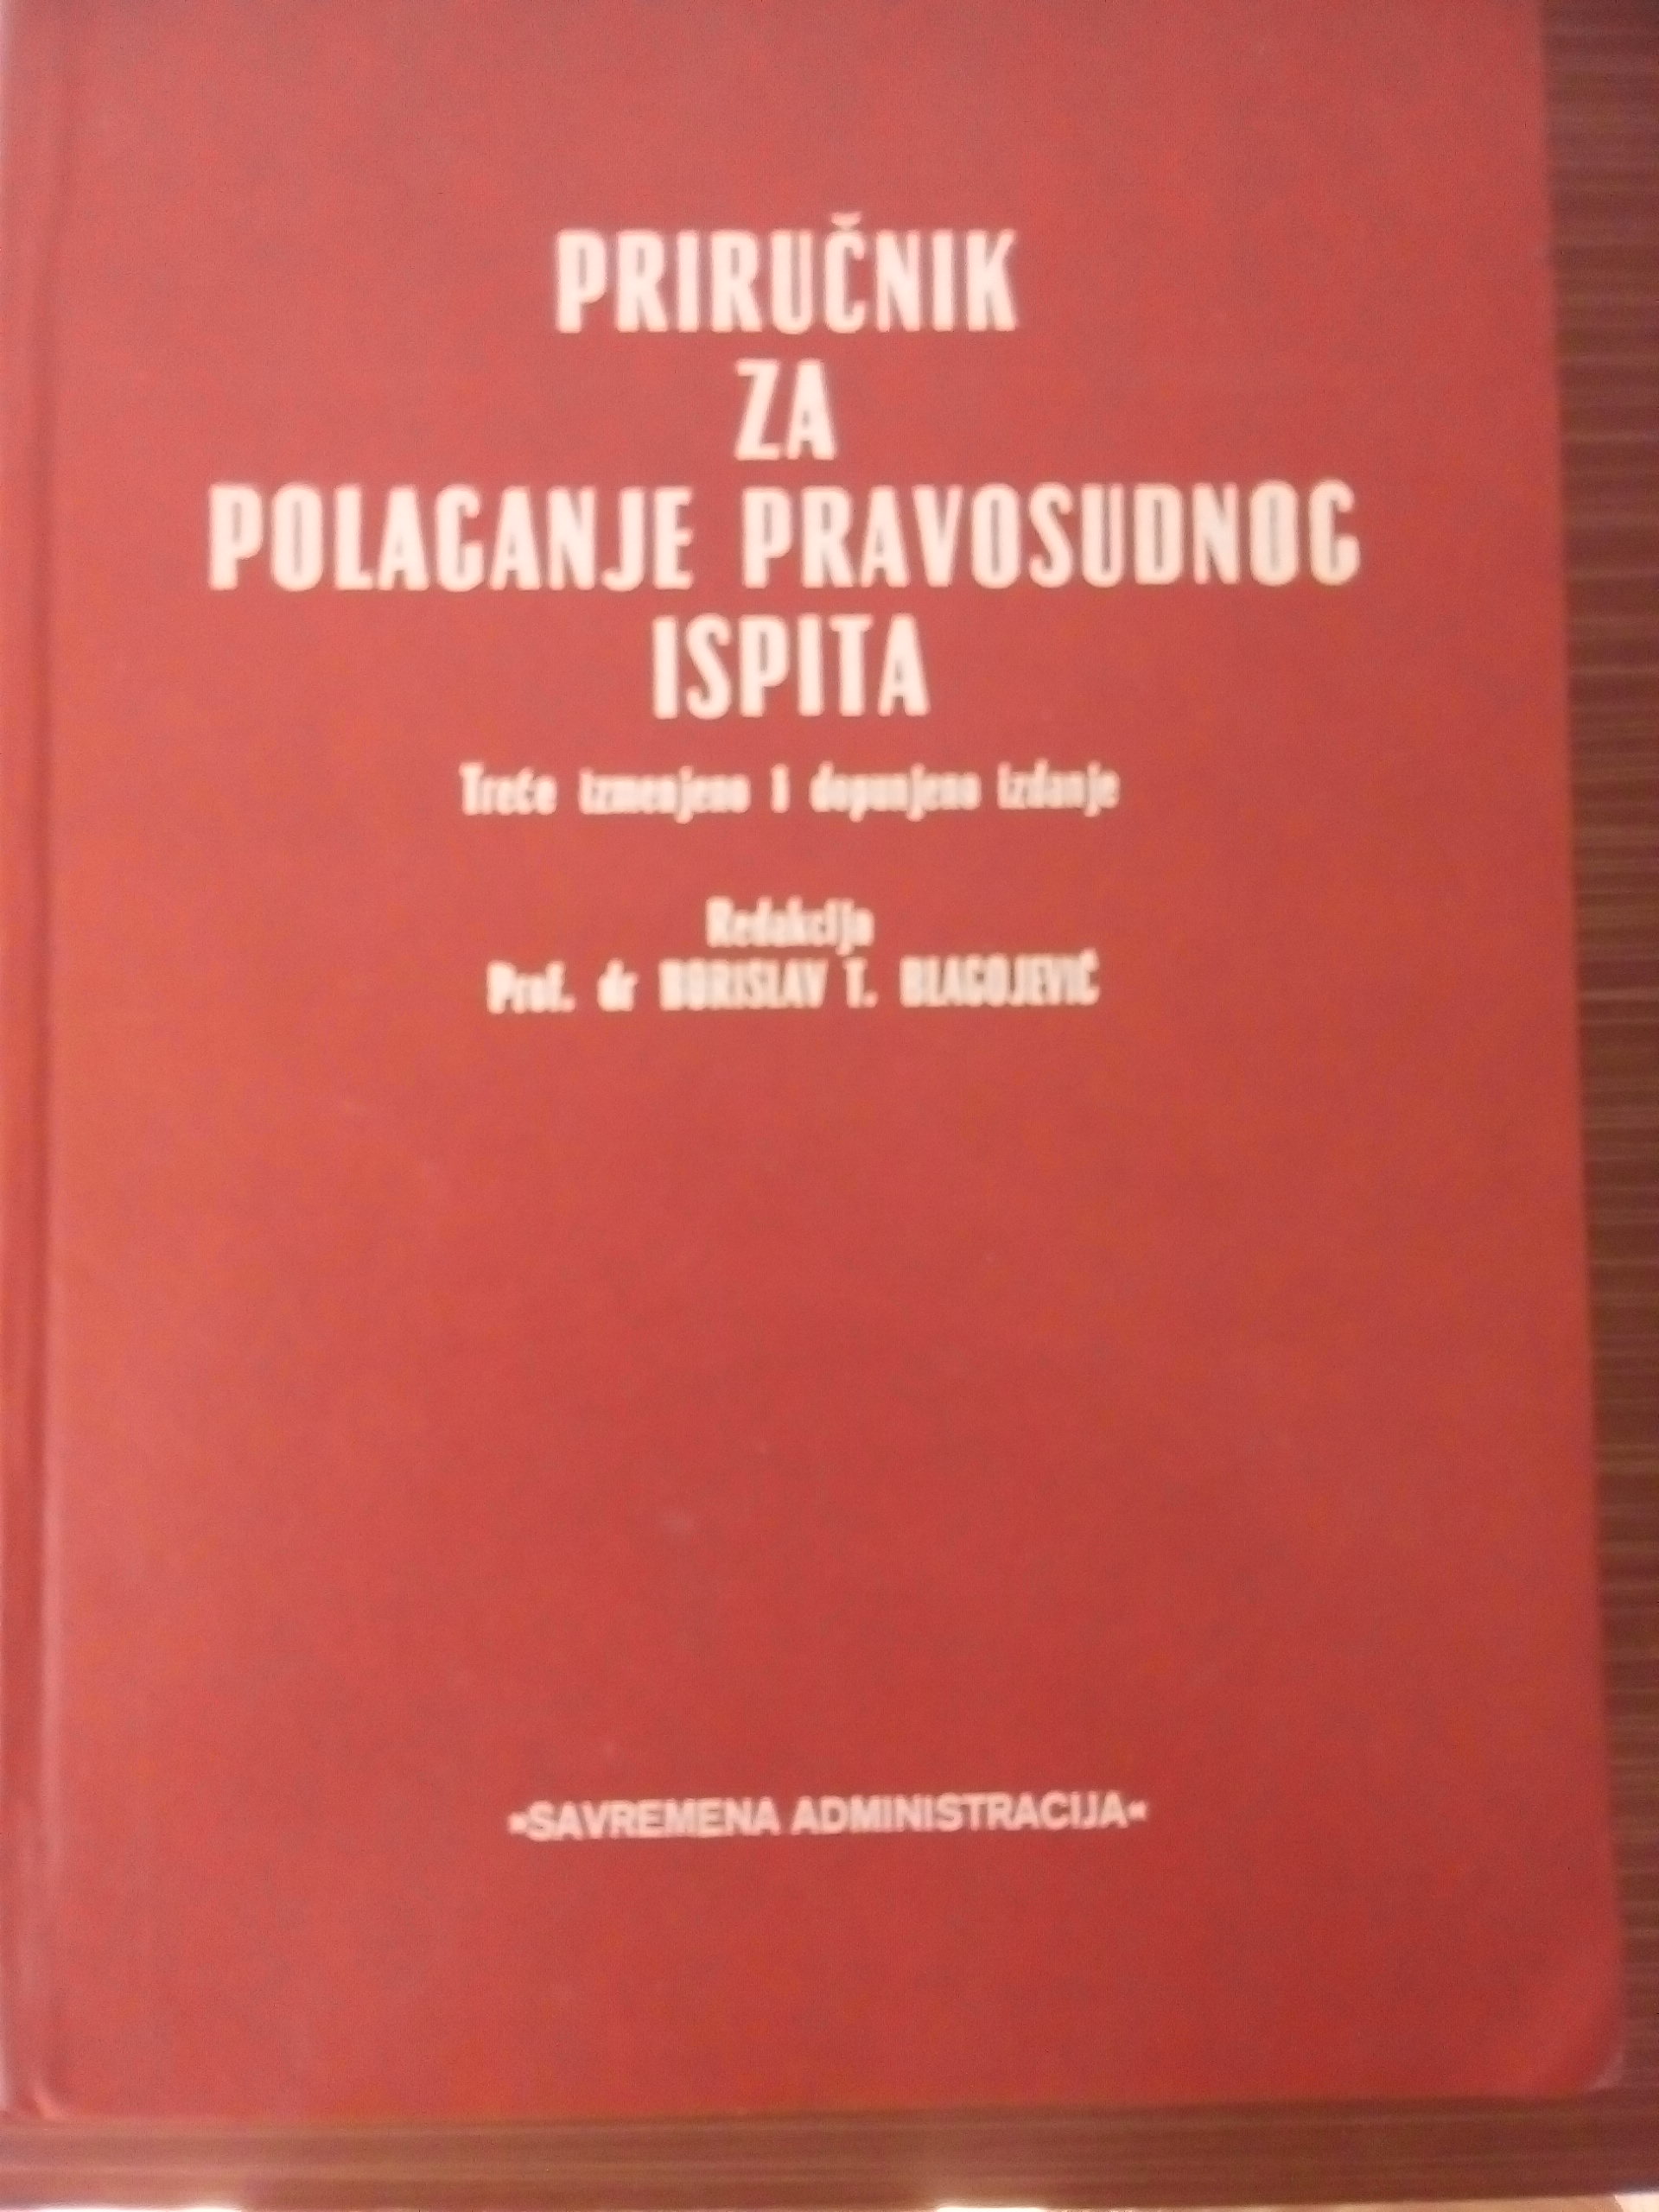 PRIRUČNIK
ZA
POLAGANJE PRAVOSUDNOG
ISPITA
Treće izmenjeno i dopunjeno izdanje
Redakcija
Prof. dr BORISLAV T. BLAGOJEVIĆ
»SAVREMENA ADMINISTRACIJA«